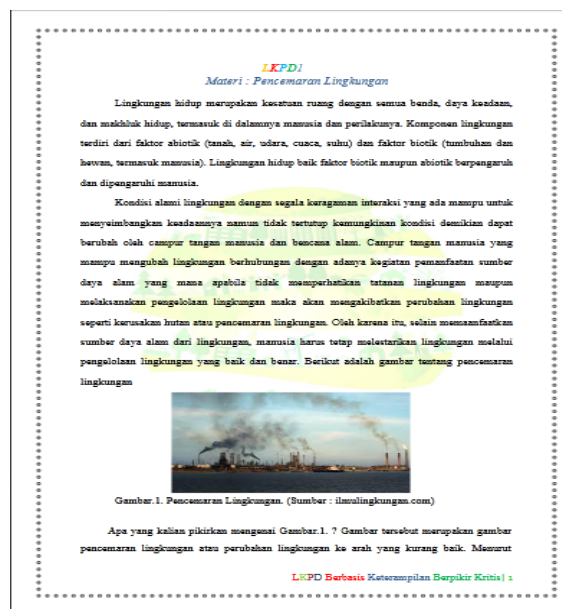 LKPD1
Materi : Pencemaran Lingkungan
Lingkungan hidup merupakan kesatuan ruang dengan semua benda, daya keadaan,
dan makhluk hidup, termasuk di dalamnya manusia dan perilakunya. Komponen lingkungan
terdiri dari faktor abiotik (tanah, air, udara, cuaca, suhu) dan faktor biotik (tumbuhan dan
hewan, termasuk manusia). Lingkungan hidup baik faktor biotik maupun abiotik berpengaruh
dan dipengaruhi manusia.
Kondisi alami lingkungan dengan segala keragaman interaksi yang ada mampu untuk
menyeimbangkan keadaannya namun tidak tertutup kemungkinan kondisi demikian dapat
berubah oleh campur tangan manusia dan bencana alam. Campur tangan manusia yang
mampu mengubah lingkungan berhubungan dengan adanya kegiatan pemanfaatan sumber
daya alam yang mana apabila tidak memperhatikan tatanan lingkungan maupun
melaksanakan pengelolaan lingkungan maka akan mengakibatkan perubahan lingkungan
seperti kerusakan hutan atau pencemaran lingkungan. Oleh karena itu, selain memanfaatkan
sumber daya alam dari lingkungan, manusia harus tetap melestarikan lingkungan melalui
pengelolaan lingkungan yang baik dan benar. Berikut adalah gambar tentang pencemaran
lingkungan
Gambar.1. Pencemaran Lingkungan. (Sumber : ilmulingkungan.com)
Apa yang kalian pikirkan mengenai Gambar.1. ? Gambar tersebut merupakan gambar
pencemaran lingkungan atau perubahan lingkungan ke arah yang kurang baik. Menurut
LKPD Berbasis Keterampilan Berpikir Kritis| 1